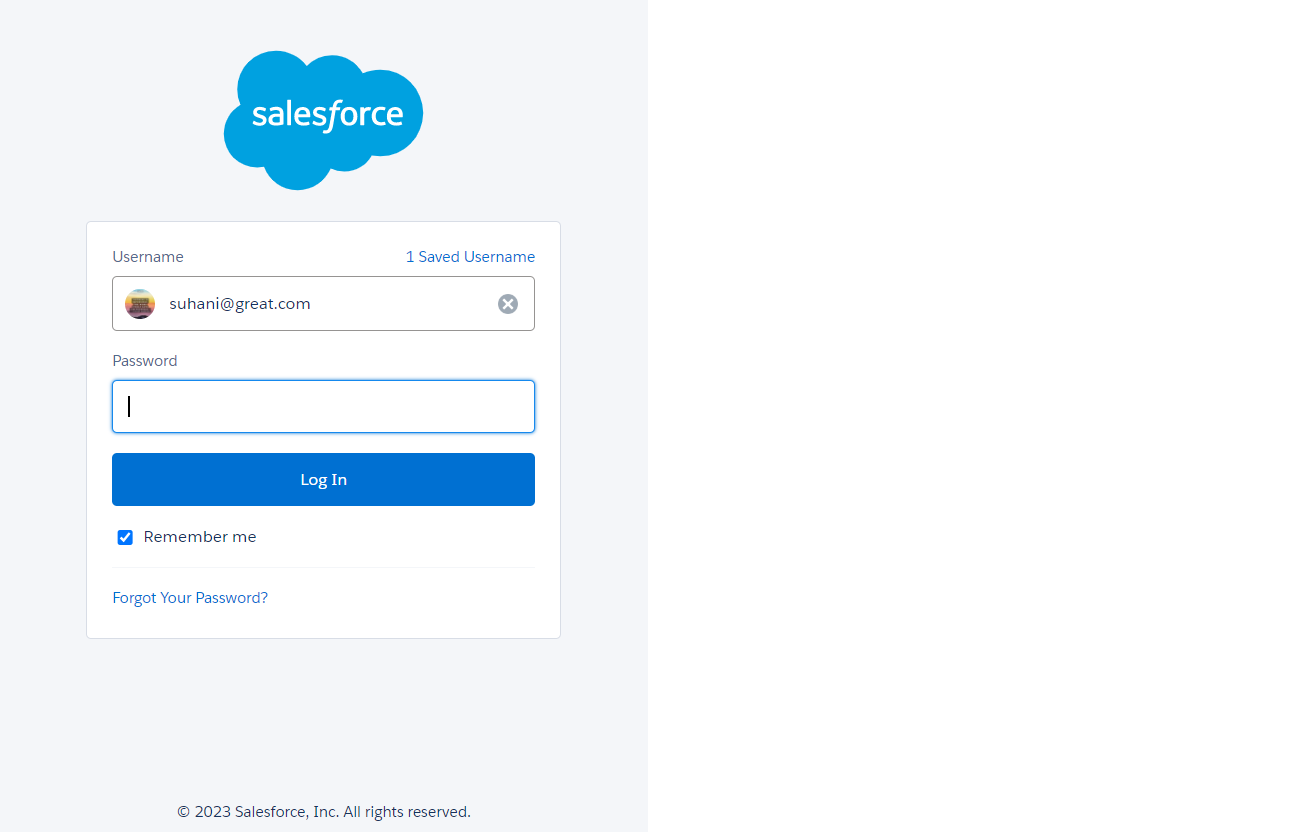 salesforce
Username 1 Saved Username
suhani@great.com
Password
Log In
Remember me
Forgot Your Password?
© 2023 Salesforce, Inc. All rights reserved.